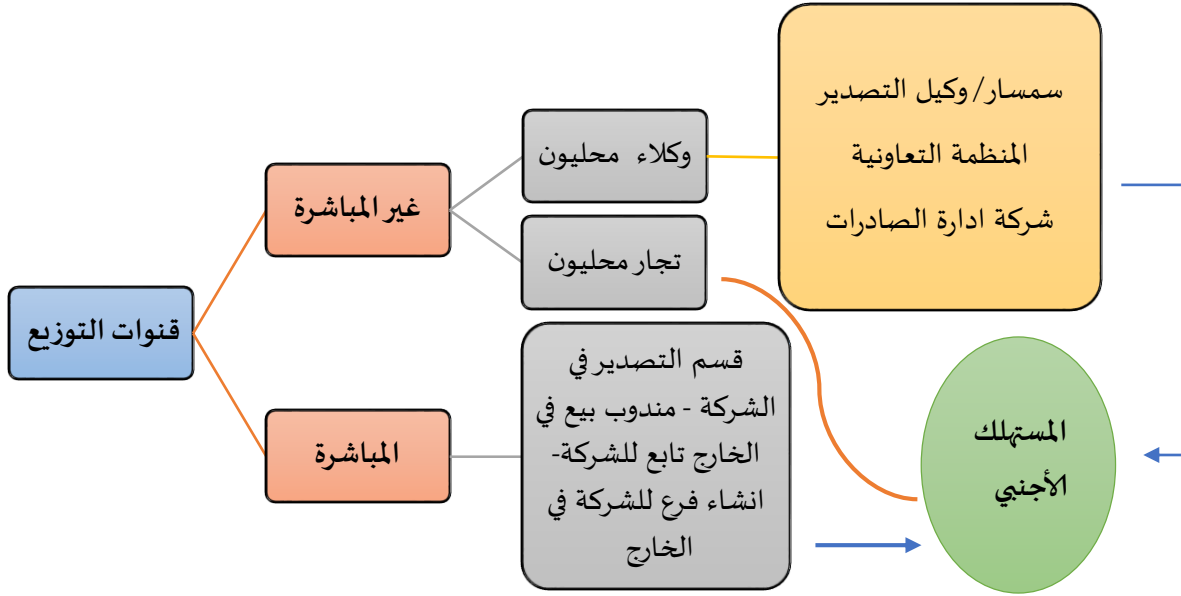 قنوات التوزيع
غير المباشرة
وكلاء محليون
سمسار/ وكيل التصدير
المنظمة التعاونية
شركة ادارة الصادرات
تجار محليون
المباشرة
قسم التصدير في
الشركة - مندوب بيع في
الخارج تابع للشركة-
انشاء فرع للشركة في
الخارج
المستهلك
الأجنبي